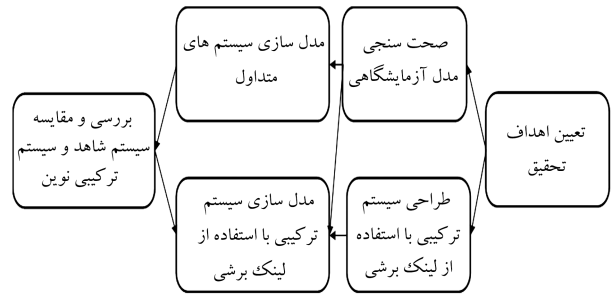 تعیین اهداف
تحقیق
صحت سنجی
مدل آزمایشگاهی
طراحی سیستم
ترکیبی با استفاده
از لینک برشی
مدل سازی سیستم های
متداول
مدل سازی سیستم
ترکیبی با استفاده از
لینک برشی
بررسی و مقایسه
سیستم شاهد و سیستم
ترکیبی نوین